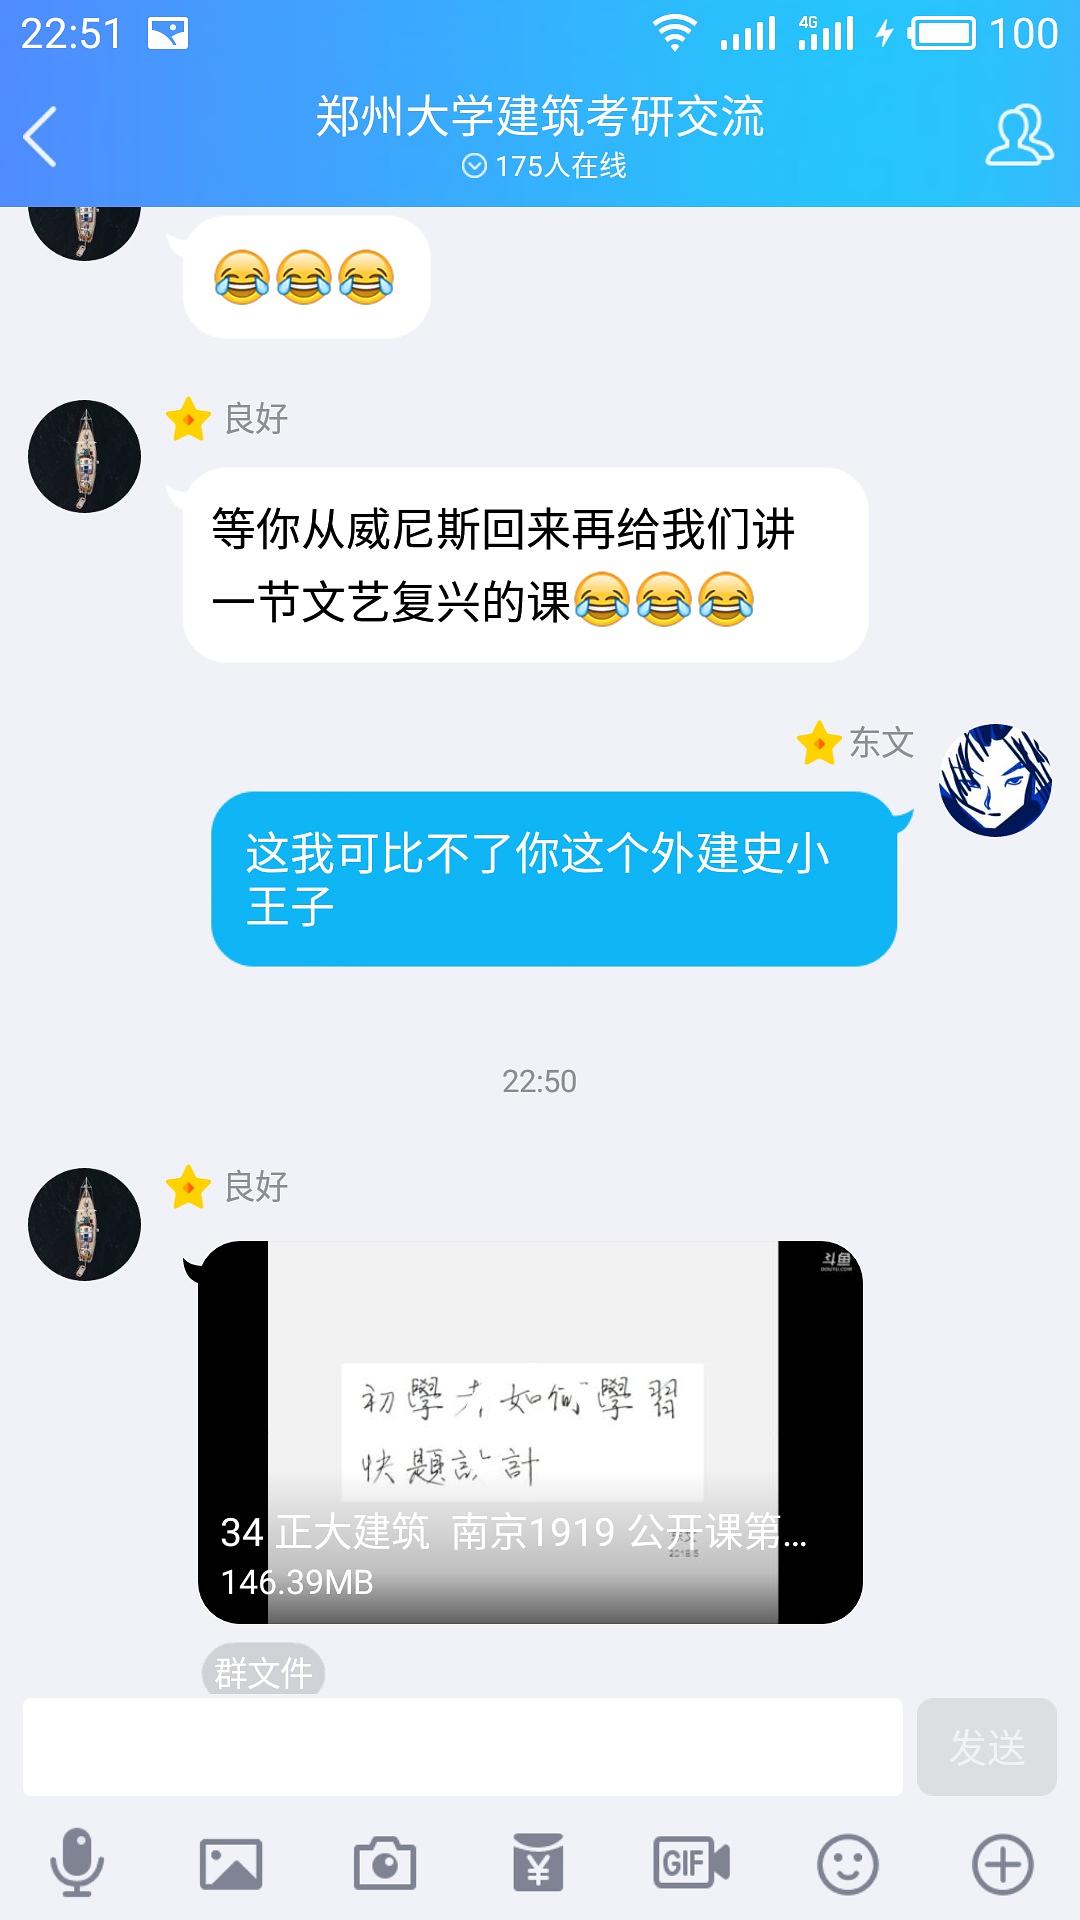 22:51
4G
100
郑州大学建筑考研交流
175人在线
良好
等你从威尼斯回来再给我们讲
一节文艺复兴的课
东文
这我可比不了你这个外建史小
王子
22:50
良好
斗鱼
DOUYU.COM
初學者如何學習
快題設計
34 正大建筑 南京1919 公开课第...
146.39MB
群文件
发送
¥
GIF